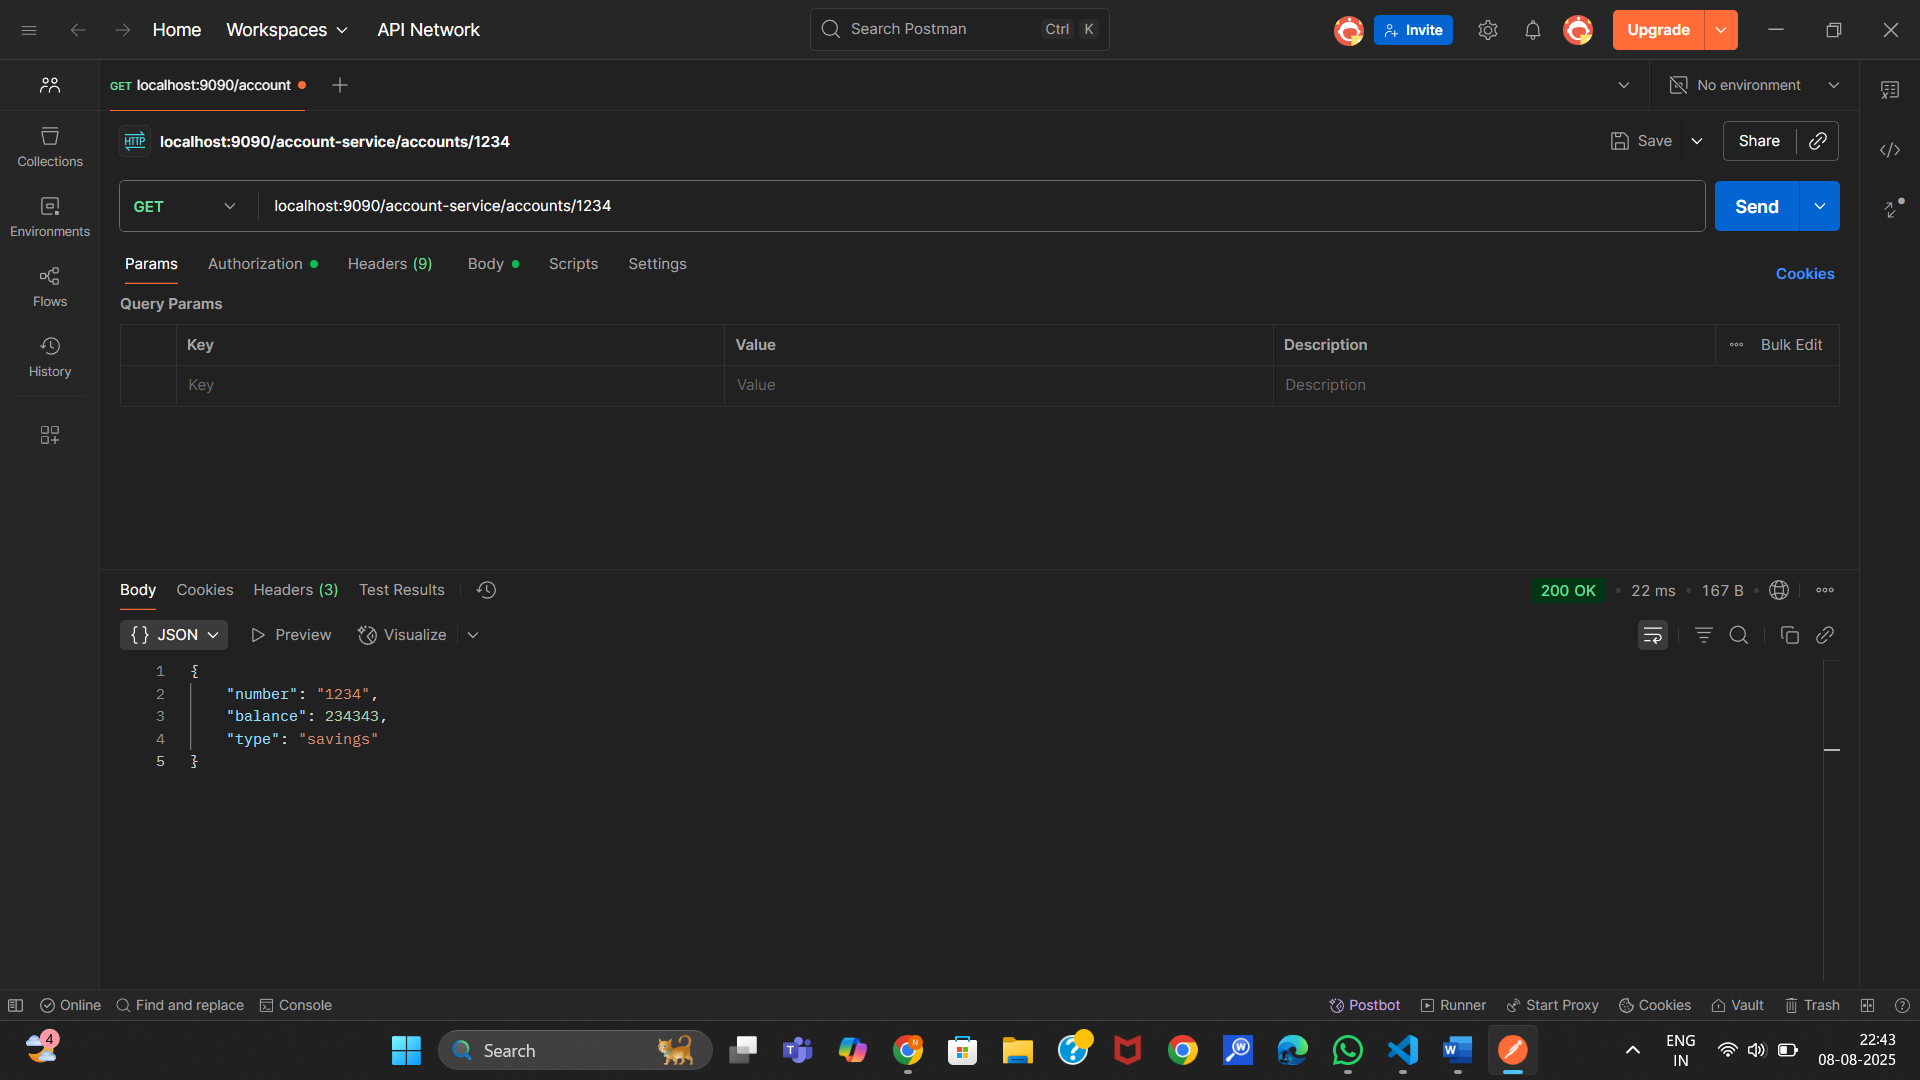 Home Workspaces API Network Search Postman Ctrl K Invite Upgrade
GET localhost:9090/account No environment
HTTP localhost:9090/account-service/accounts/1234 Save Share
GET localhost:9090/account-service/accounts/1234 Send
Collections
Environments
Flows
History
Params Authorization Headers (9) Body Scripts Settings Cookies
Query Params
Key Value Description Bulk Edit
Key Value Description
Body Cookies Headers (3) Test Results 200 OK 22 ms 167 B
{} JSON Preview Visualize
1 {
2 "number": "1234",
3 "balance": 234343,
4 "type": "savings"
5 }
Online Find and replace Console Postbot Runner Start Proxy Cookies Vault Trash
4 Search ENG 22:43
IN 08-08-2025